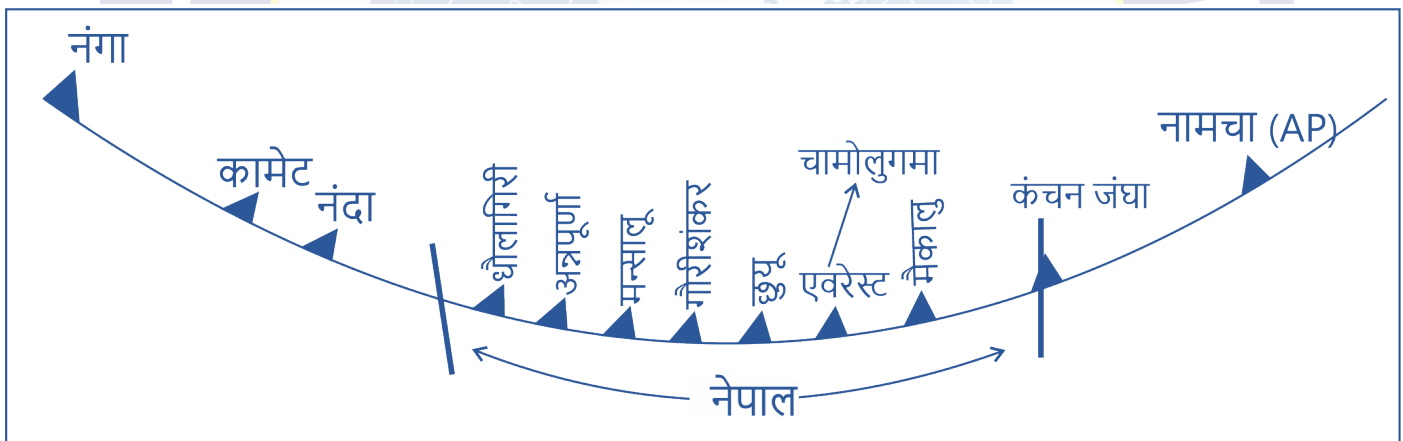 नंगा
कामेट
नंदा
धौलागिरी
अन्नपूर्णा
मन्सालू
गौरीशंकर
छुयू
एवरेस्ट
चामोलुगमा
मैकालु
कंचन जंघा
नामचा (AP)
नेपाल